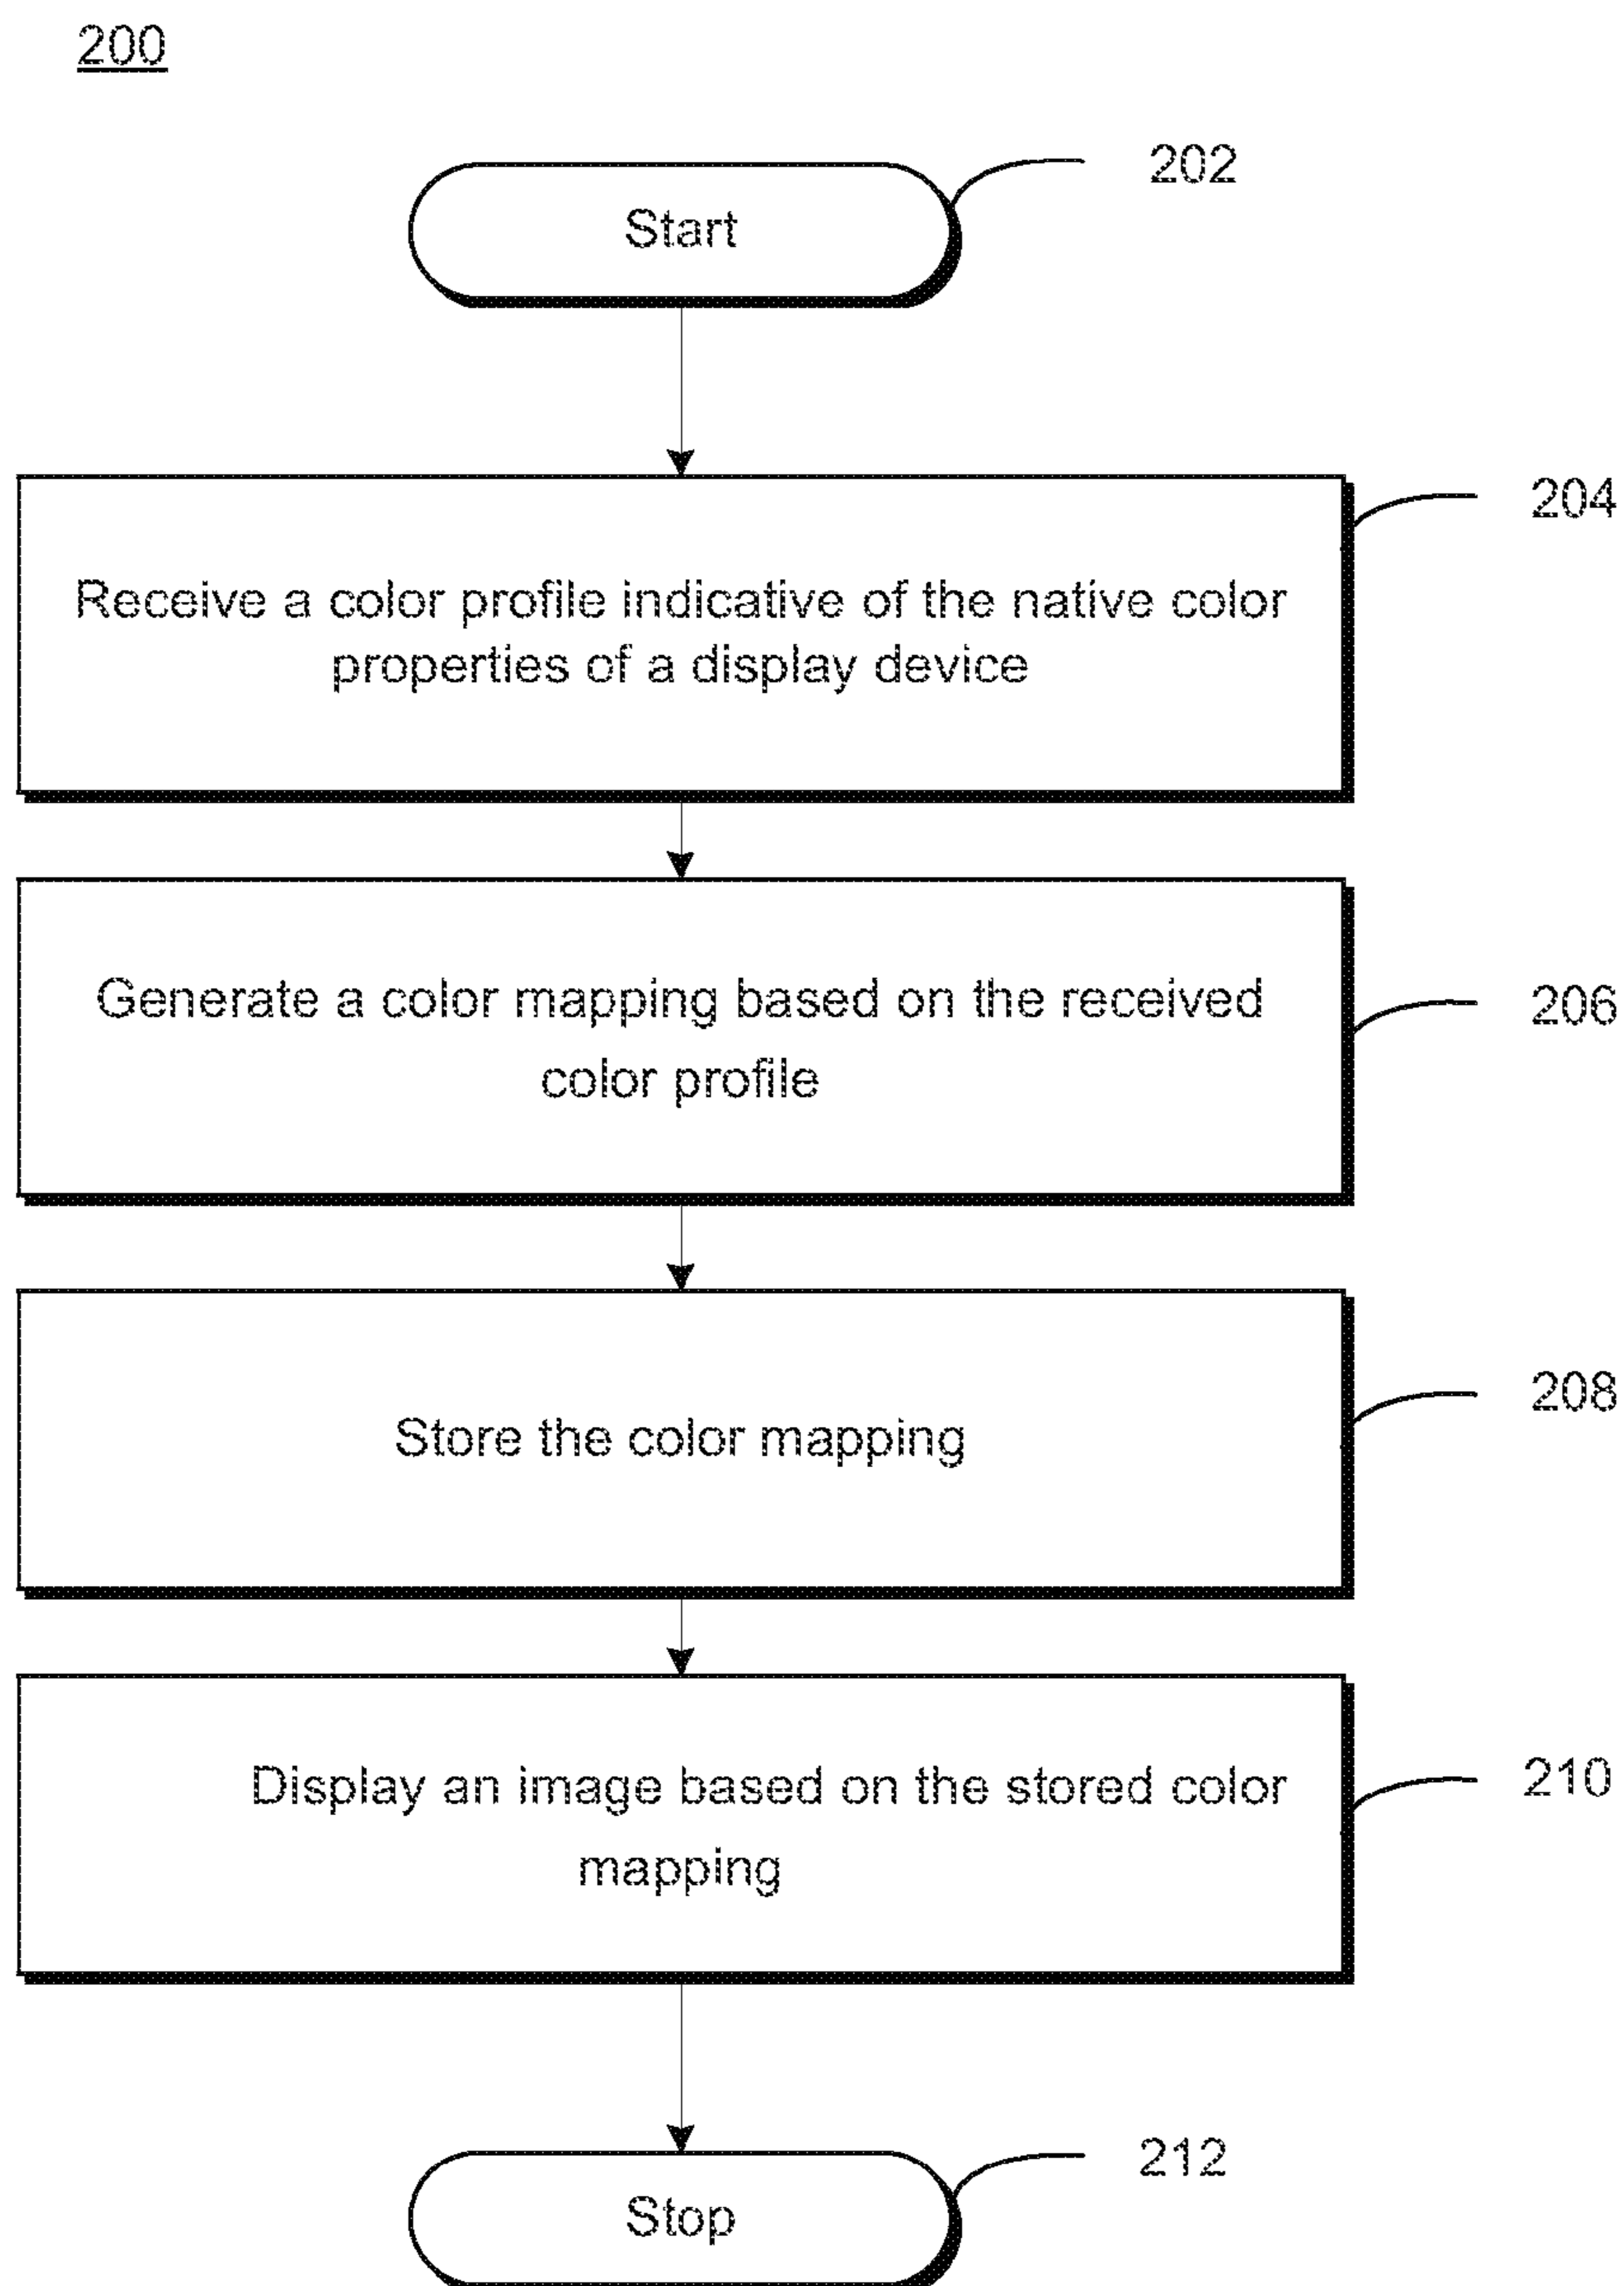 200
202
Start
204
Receive a color profile indicative of the native color
properties of a display device
Generate a color mapping based on the received
206
color profile
208
Store the color mapping
Display an image based on the stored color
210
mapping
212
Stop